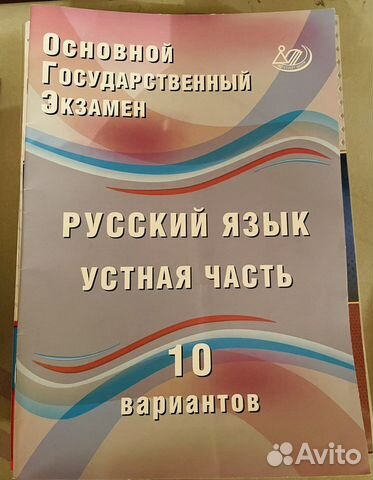 Основной
Государственный
Экзамен
РУССКИЙ ЯЗЫК
УСТНАЯ ЧАСТЬ
10
вариантов
Avito